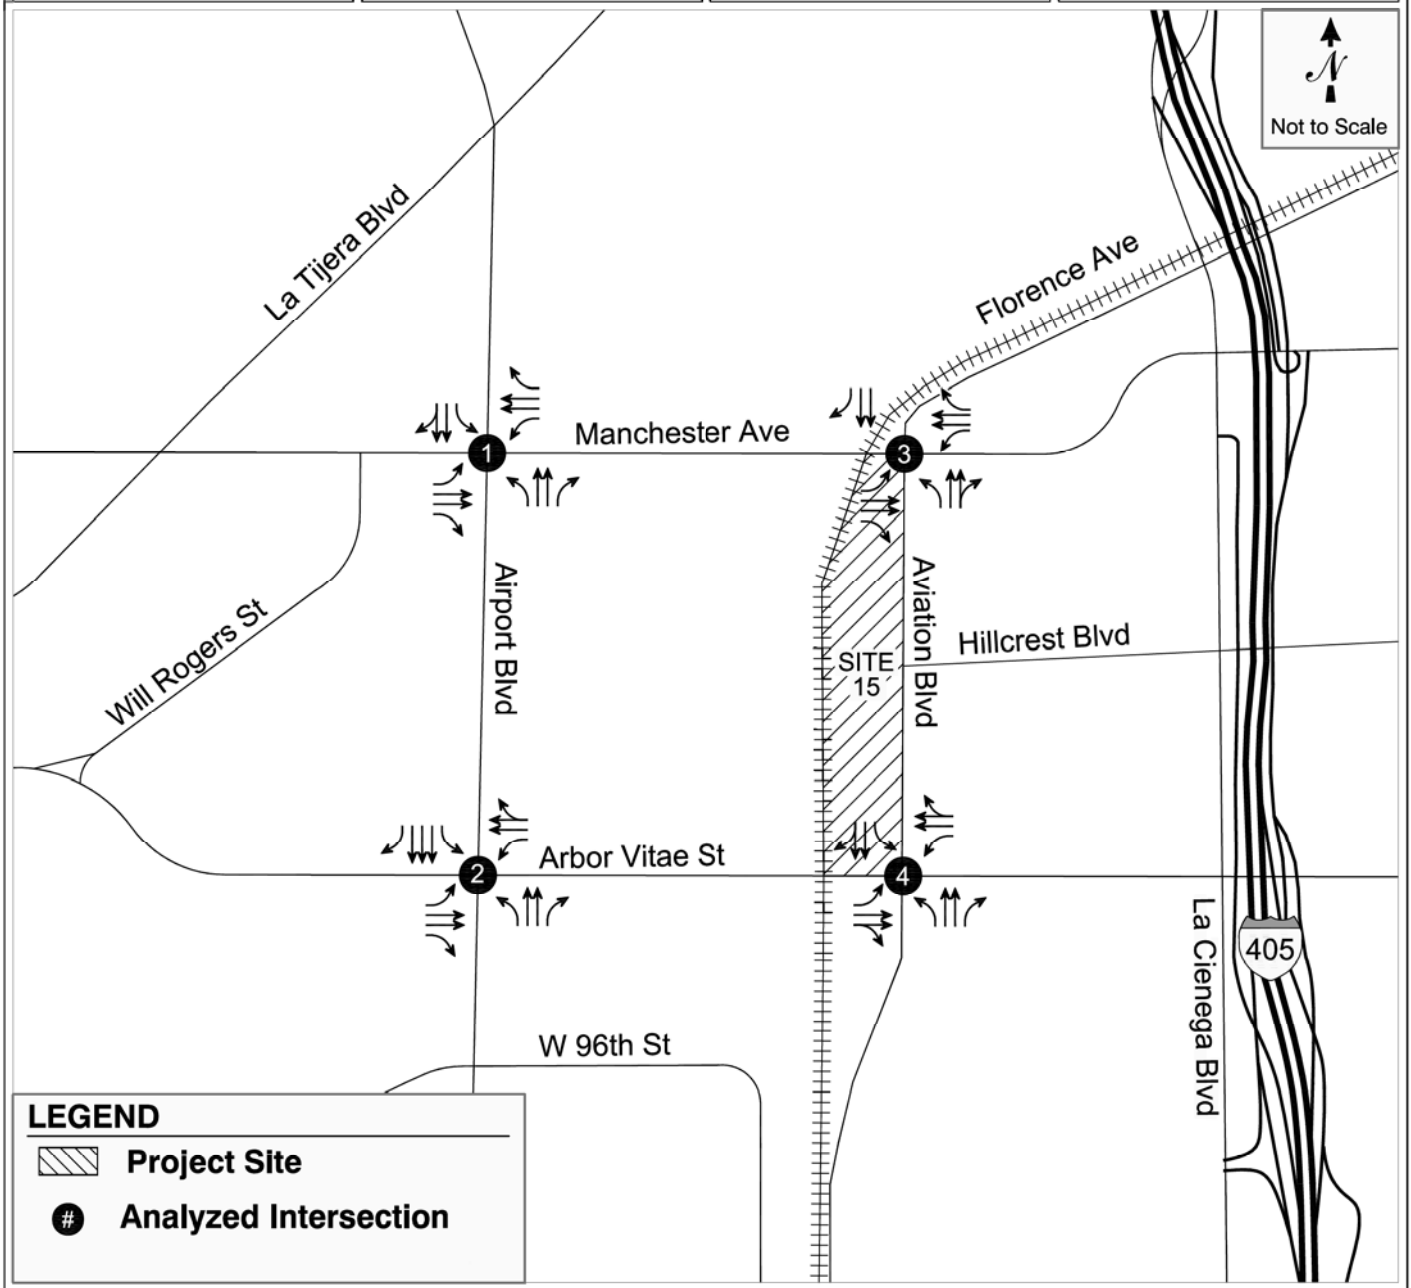 N
Not to Scale
La Tijera Blvd
Florence Ave
Manchester Ave
1
3
Airport Blvd
Aviation Blvd
Will Rogers St
Hillcrest Blvd
SITE
15
Arbor Vitae St
2
4
La Cienega Blvd
405
W 96th St
LEGEND
Project Site
# Analyzed Intersection